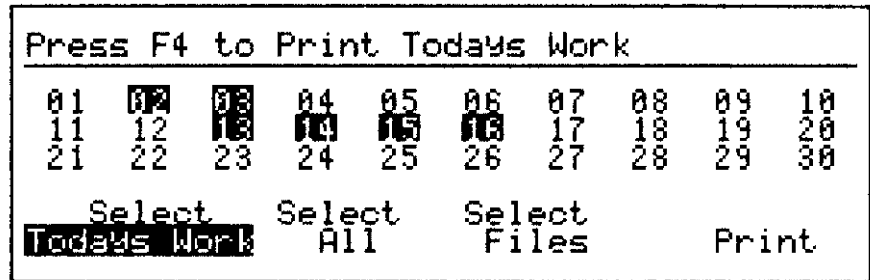 Press F4 to Print Todays Work
01 02 03 04 05 06 07 08 09 10
11 12 13 14 15 16 17 18 19 20
21 22 23 24 25 26 27 28 29 30
Select Select Select
Todays Work All Files Print